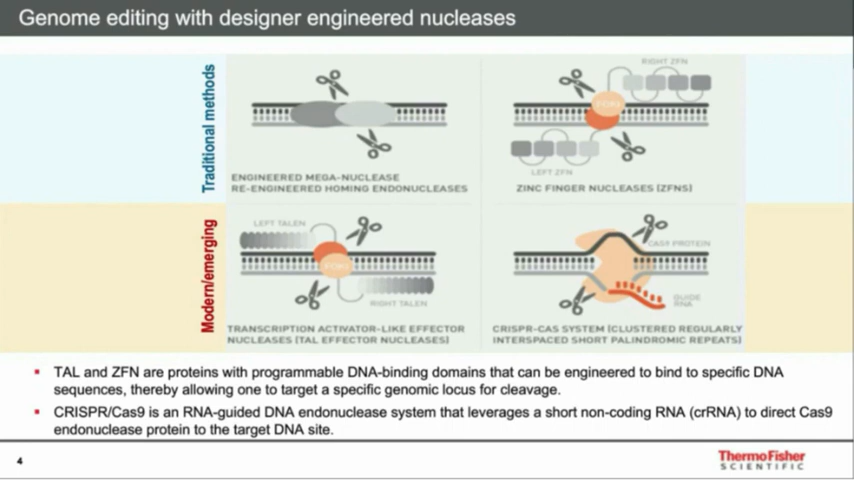 Genome editing with designer engineered nucleases
Traditional methods
ENGINEERED MEGA-NUCLEASE
RE-ENGINEERED HOMING ENDONUCLEASES
RIGHT ZFN
LEFT ZFN
ZINC FINGER NUCLEASES [ZFNS]
Modern/emerging
LEFT TALEN
RIGHT TALEN
TRANSCRIPTION ACTIVATOR-LIKE EFFECTOR
NUCLEASES [TAL EFFECTOR NUCLEASES]
CAS9 PROTEIN
GUIDE
RNA
CRISPR-CAS SYSTEM [CLUSTERED REGULARLY
INTERSPACED SHORT PALINDROMIC REPEATS]
▪ TAL and ZFN are proteins with programmable DNA-binding domains that can be engineered to bind to specific DNA
sequences, thereby allowing one to target a specific genomic locus for cleavage.
▪ CRISPR/Cas9 is an RNA-guided DNA endonuclease system that leverages a short non-coding RNA (crRNA) to direct Cas9
endonuclease protein to the target DNA site.
4
ThermoFisher
SCIENTIFIC